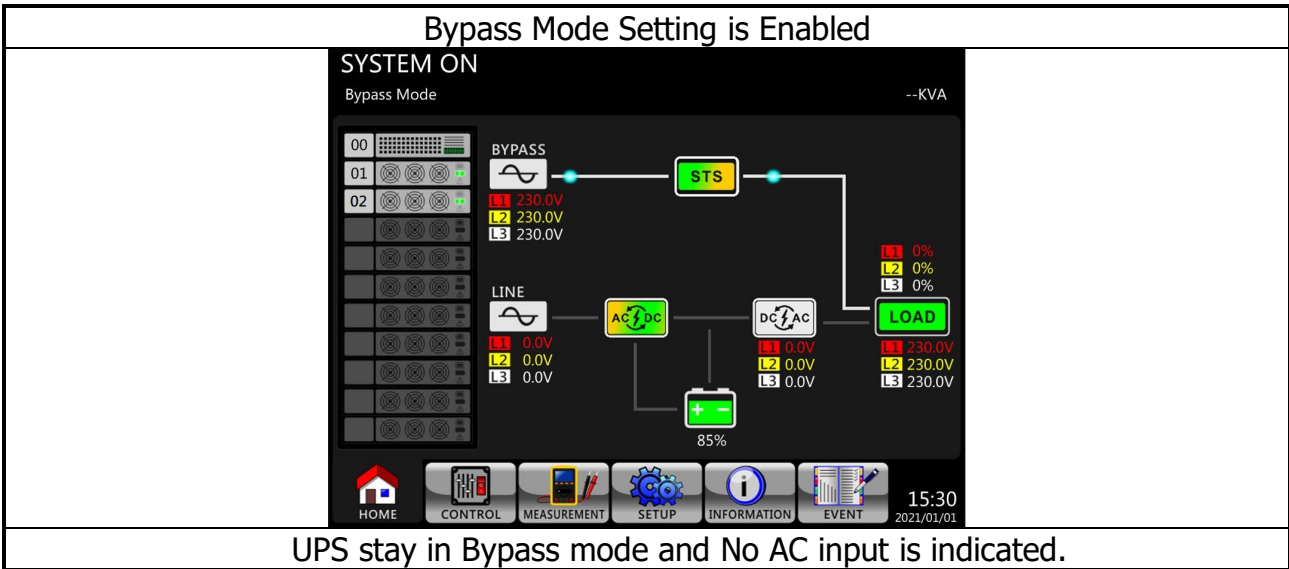 Bypass Mode Setting is Enabled
SYSTEM ON
Bypass Mode
--KVA
00
01
02
BYPASS
L1 230.0V
L2 230.0V
L3 230.0V
STS
L1 0%
L2 0%
L3 0%
LINE
L1 0.0V
L2 0.0V
L3 0.0V
AC DC
DC AC
L1 0.0V
L2 0.0V
L3 0.0V
LOAD
L1 230.0V
L2 230.0V
L3 230.0V
+ -
85%
HOME
CONTROL
MEASUREMENT
SETUP
INFORMATION
EVENT
15:30
2021/01/01
UPS stay in Bypass mode and No AC input is indicated.